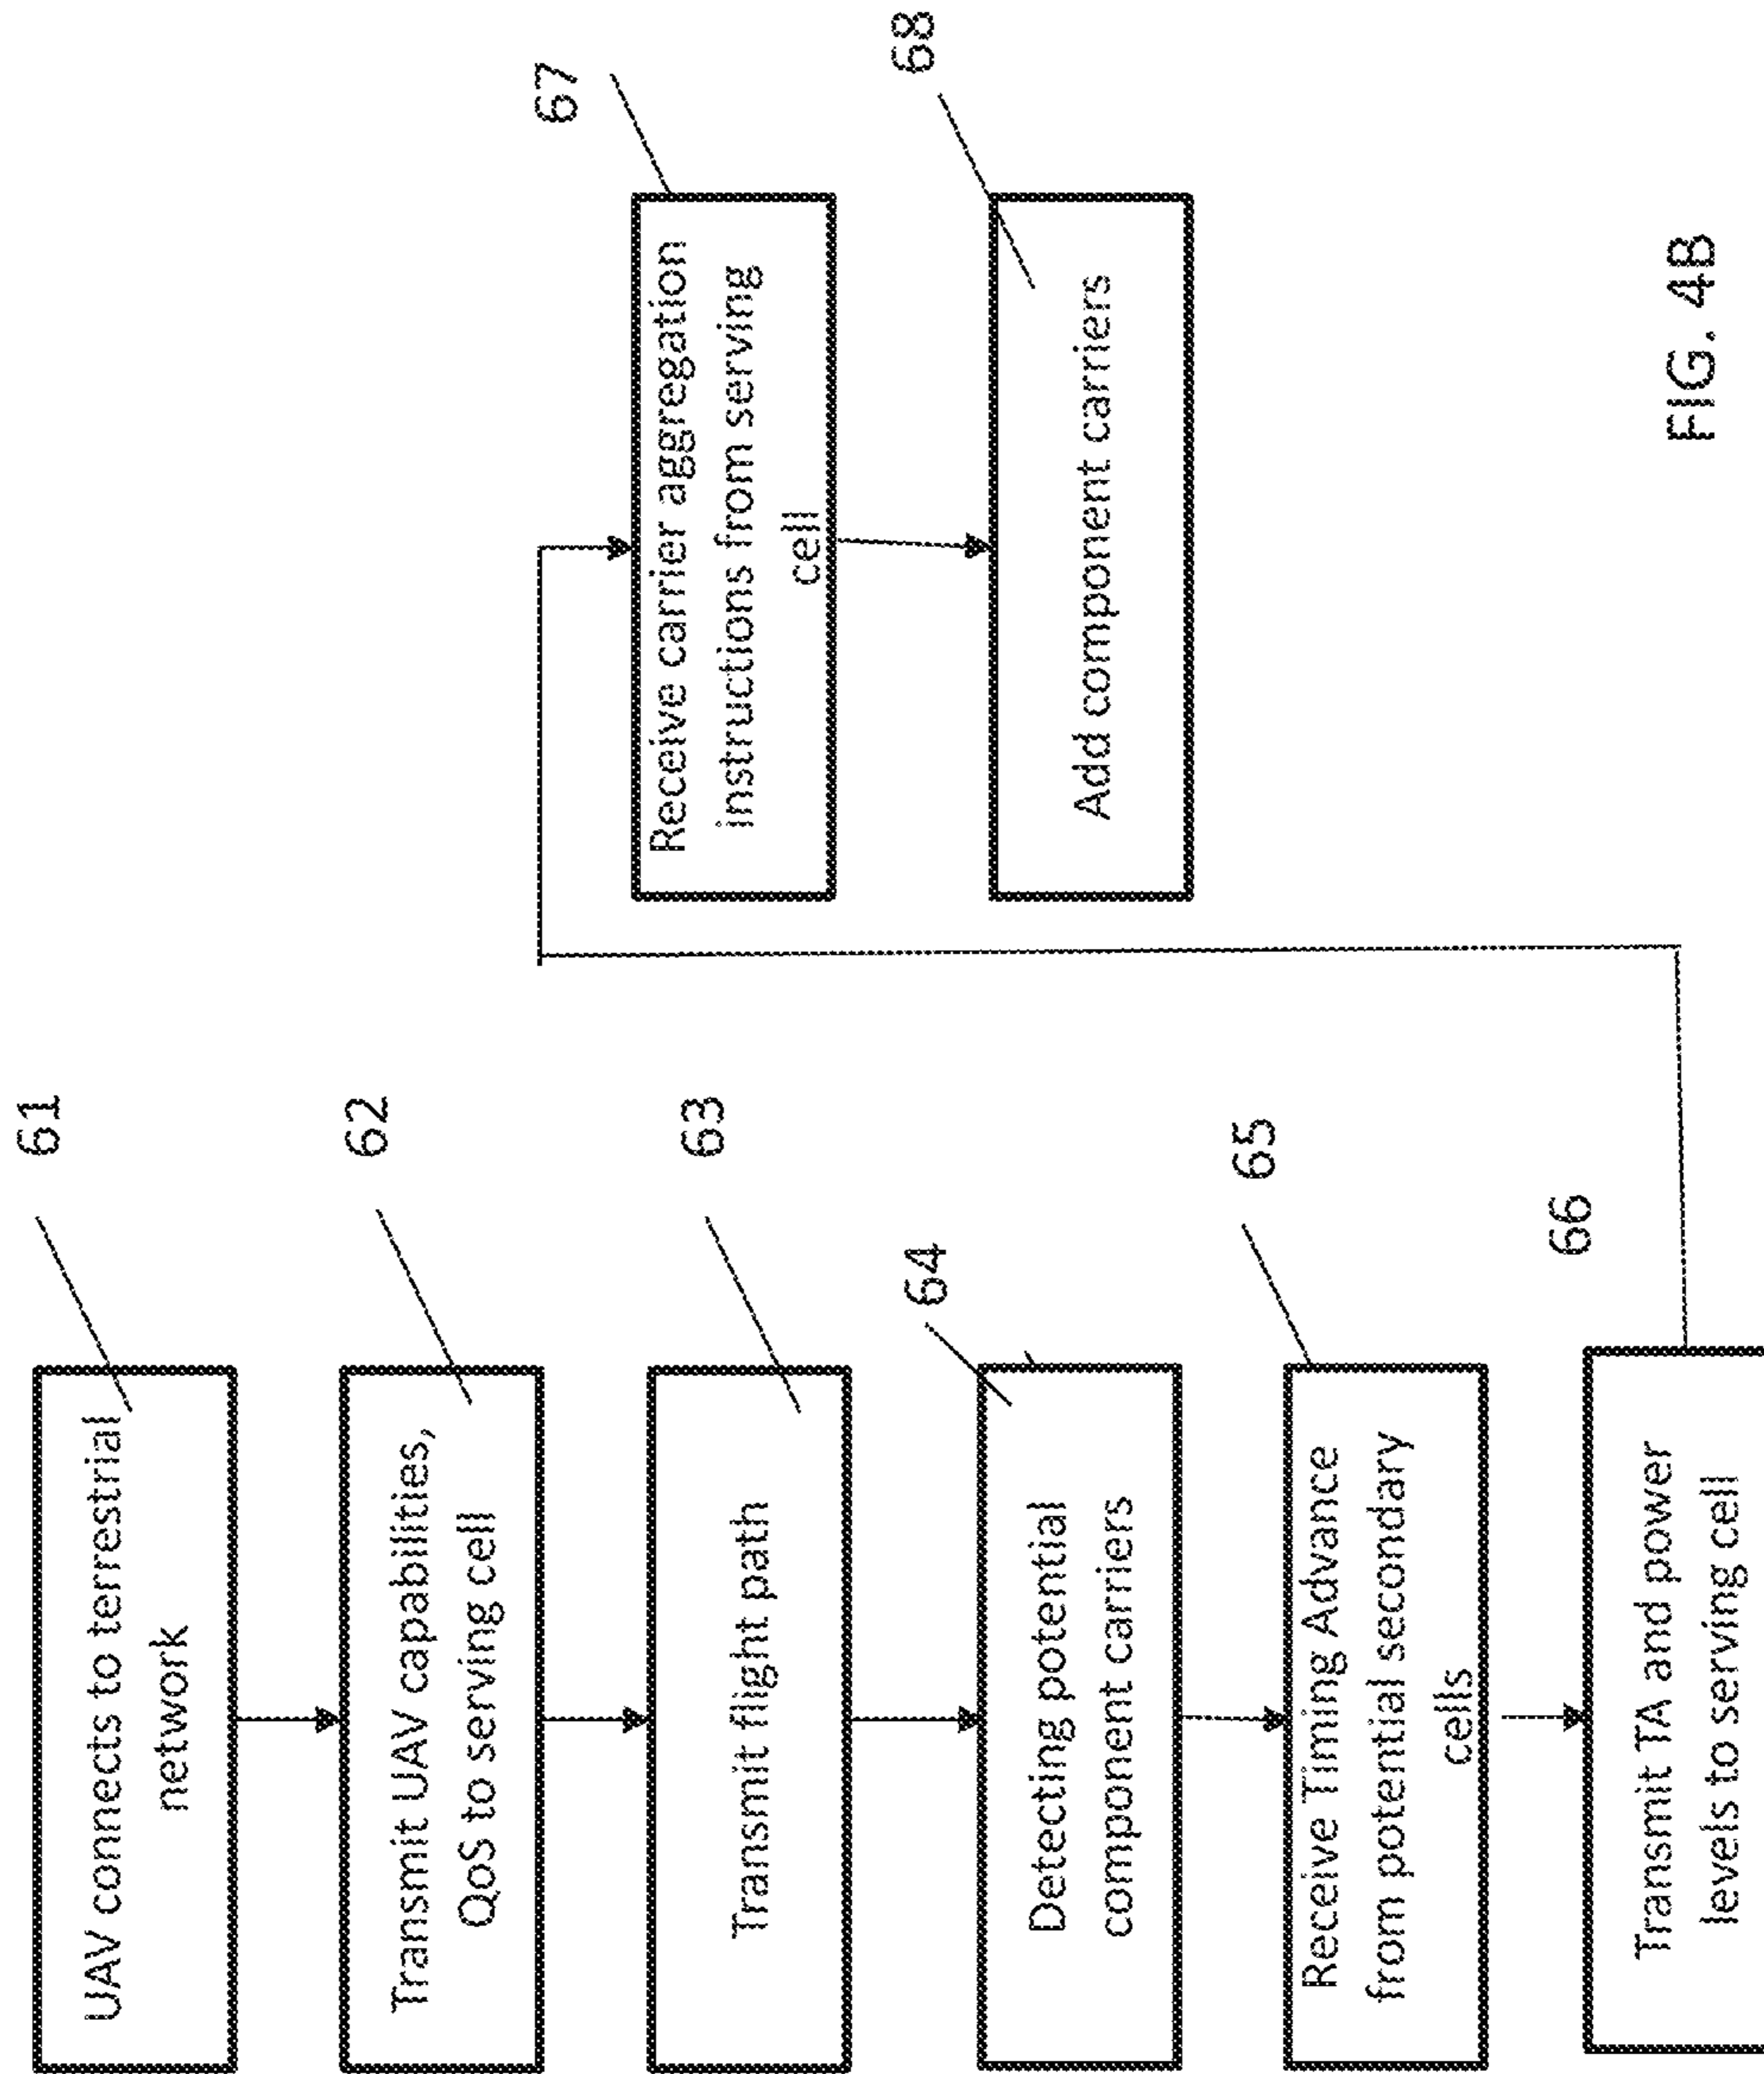 61
UAV connects to terrestrial
network
62
Transmit UAV capabilities,
QoS to serving cell
63
Transmit flight path
64
Detecting potential
component carriers
65
Receive Timing Advance
from potential secondary
cells
66
Transmit TA and power
levels to serving cell
67
Receive carrier aggregation
instructions from serving
cell
68
Add component carriers
FIG. 4B